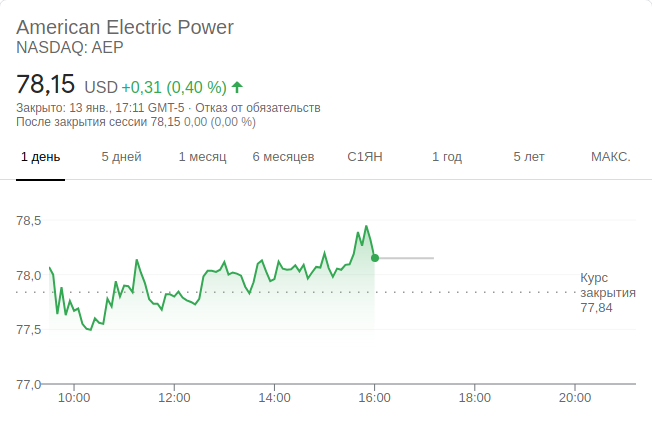 American Electric Power
NASDAQ: AEP
78,15 USD +0,31 (0,40 %)
Закрыто: 13 янв., 17:11 GMT-5 · Отказ от обязательств
После закрытия сессии 78,15 0,00 (0,00 %)
1 день 5 дней 1 месяц 6 месяцев С1ЯН 1 год 5 лет МАКС.
78,5
78,0
Курс
закрытия
77,84
77,5
77,0
10:00 12:00 14:00 16:00 18:00 20:00